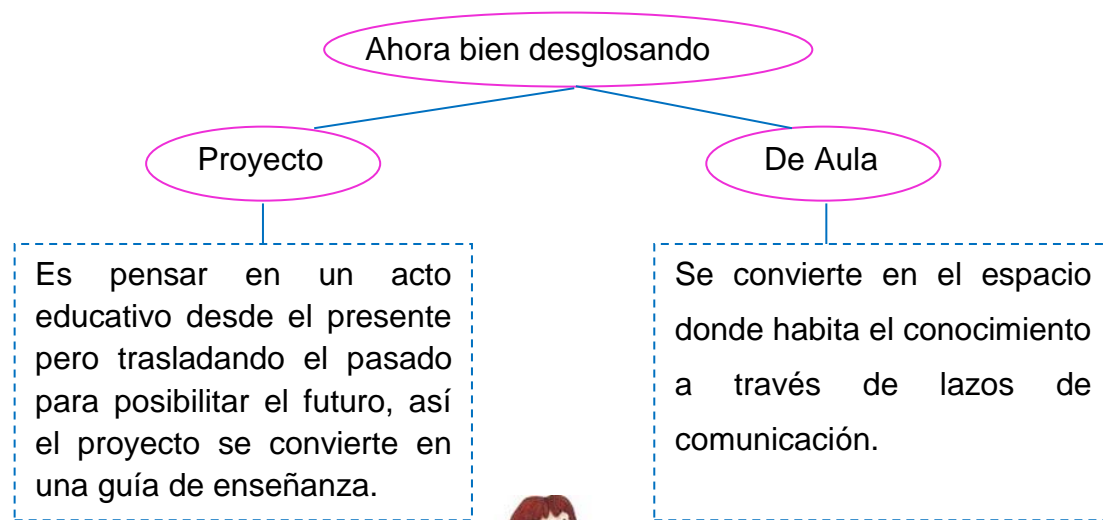 Ahora bien desglosando
Proyecto
De Aula
Es pensar en un acto
educativo desde el presente
pero trasladando el pasado
para posibilitar el futuro, así
el proyecto se convierte en
una guía de enseñanza.
Se convierte en el espacio
donde habita el conocimiento
a través de lazos de
comunicación.